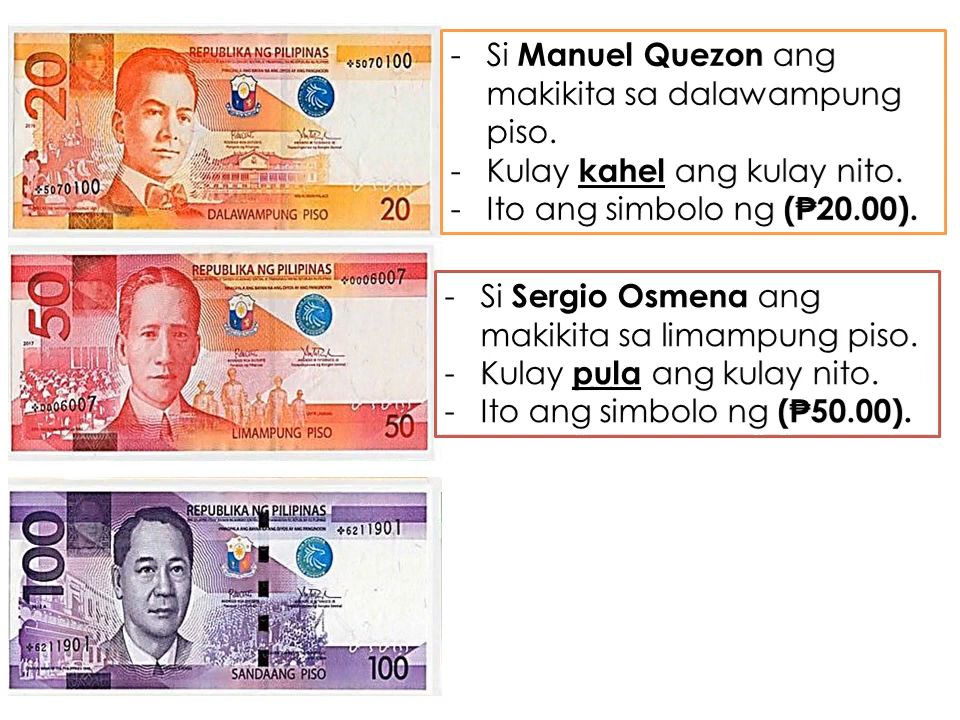 20
REPUBLIKA NG PILIPINAS
5070100
5070100
DALAWAMPUNG PISO 20
- Si Manuel Quezon ang
makikita sa dalawampung
piso.
- Kulay kahel ang kulay nito.
- Ito ang simbolo ng (₱20.00).
50
REPUBLIKA NG PILIPINAS
0006007
2017
0006007
LIMAMPUNG PISO 50
- Si Sergio Osmena ang
makikita sa limampung piso.
- Kulay pula ang kulay nito.
- Ito ang simbolo ng (₱50.00).
100
REPUBLIKA NG PILIPINAS
6211901
6211901
SANDAANG PISO 100